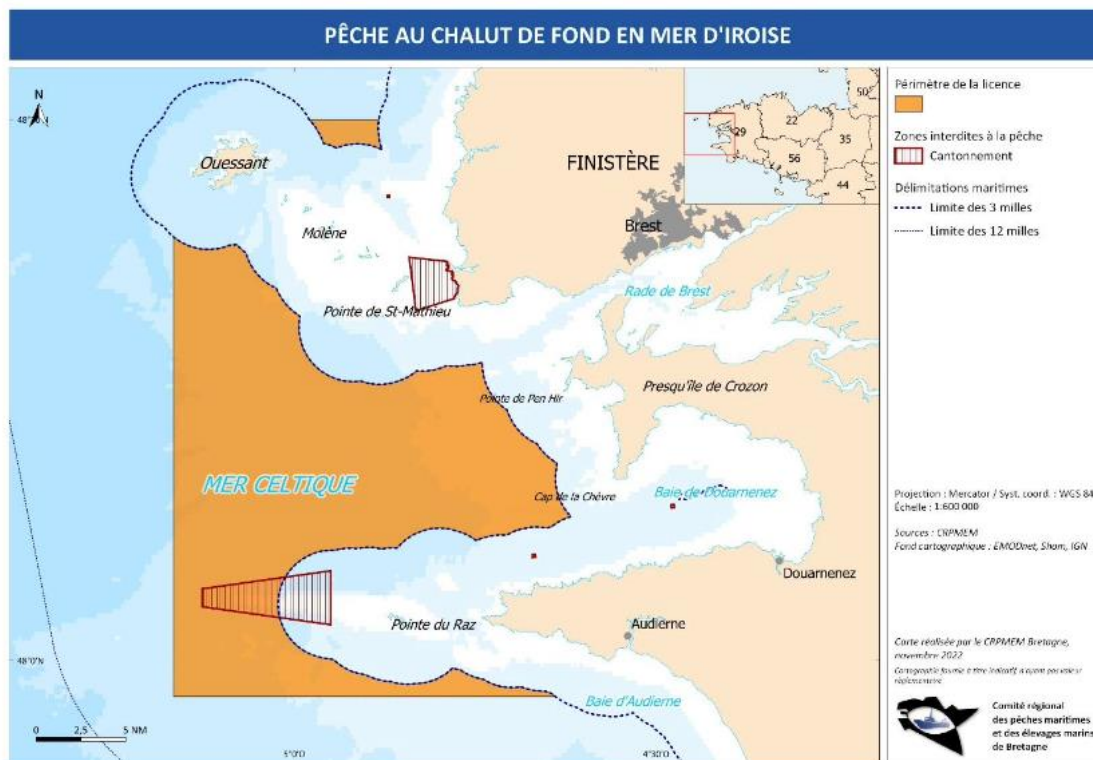 PÊCHE AU CHALUT DE FOND EN MER D'IROISE
N
Ouessant
Molène
Pointe de St-Mathieu
FINISTÈRE
Brest
Rade de Brest
Presqu'île de Crozon
Pointe de Pen Hir
MER CELTIQUE
Cap de la Chèvre
Baie de Douarnenez
Douarnenez
Pointe du Raz
Audierne
Baie d'Audierne
48°0'N
0 2,5 5 NM
5°0'O
4°30'O
50
22
29
35
56
44
Périmètre de la licence
Zones interdites à la pêche
Cantonnement
Délimitations maritimes
Limite des 3 milles
Limite des 12 milles
Projection : Mercator / Syst. coord. : WGS 84
Échelle : 1:600 000
Sources : CRPMEM
Fond cartographique : EMODnet, Shom, IGN
Carte réalisée par le CRPMEM Bretagne,
novembre 2022
Comité régional
des pêches maritimes
et des élevages marins
de Bretagne